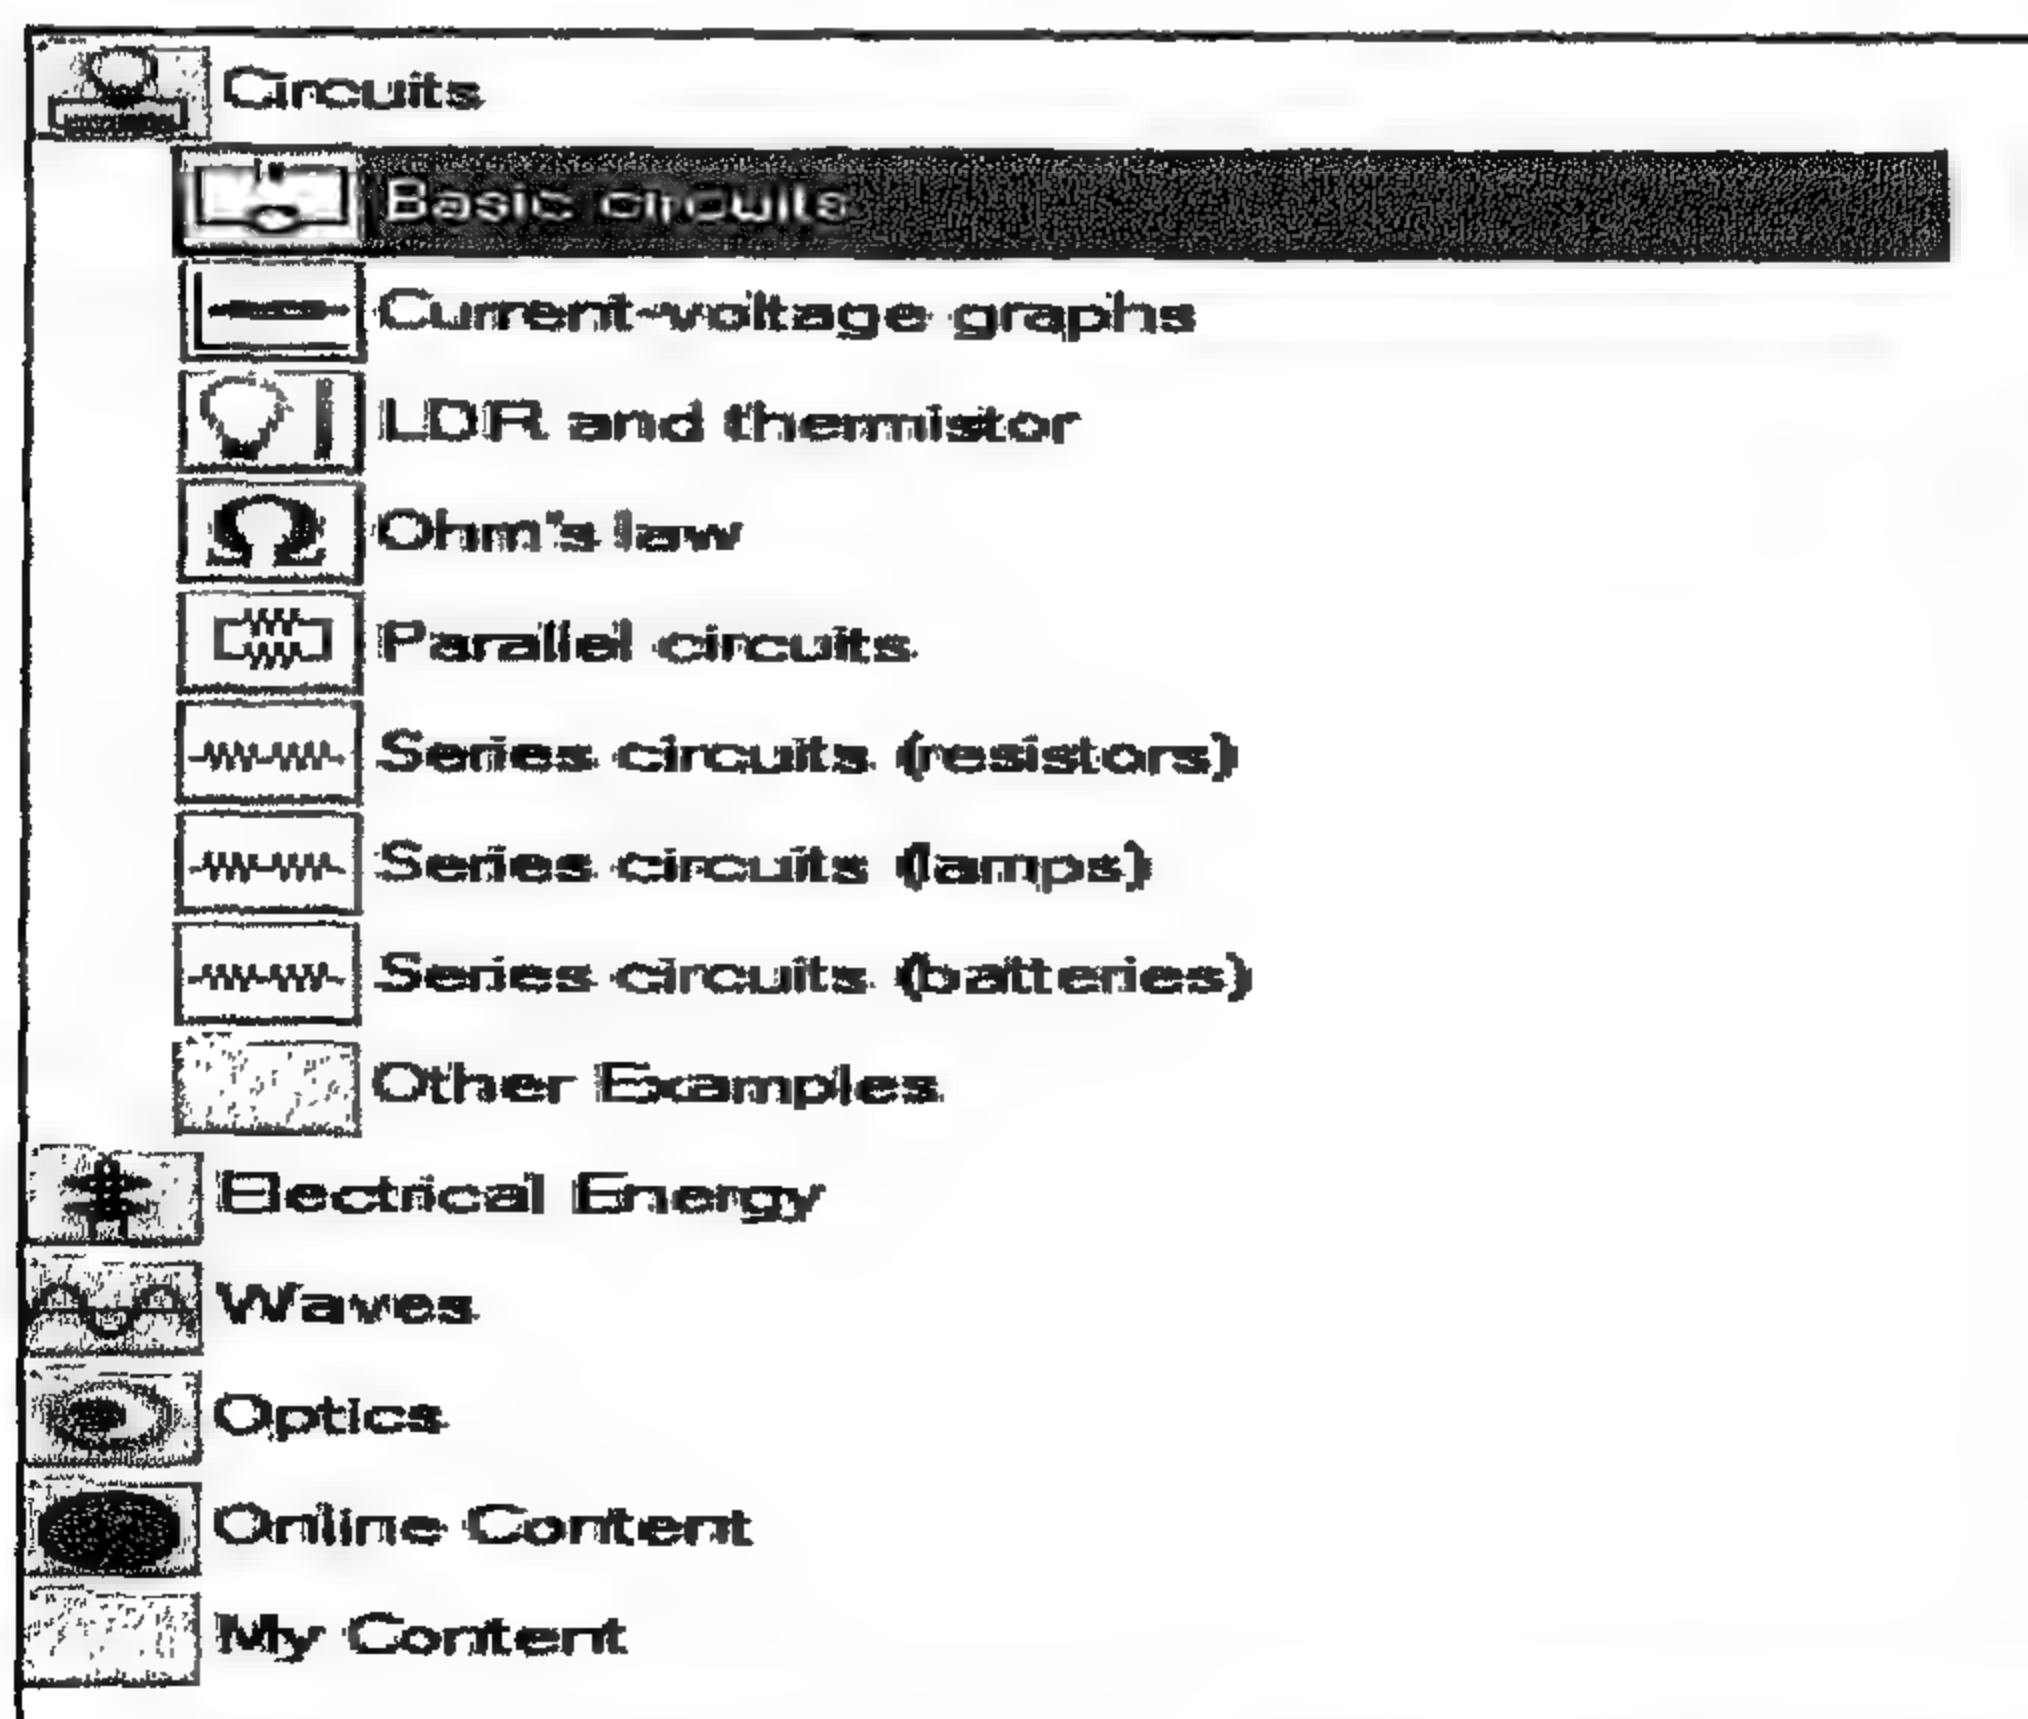 Circuits
Basic circuits
Current-voltage graphs
LDR and thermistor
Ohm's law
Parallel circuits
Series circuits (resistors)
Series circuits (lamps)
Series circuits (batteries)
Other Examples
Electrical Energy
Waves
Optics
Online Content
My Content